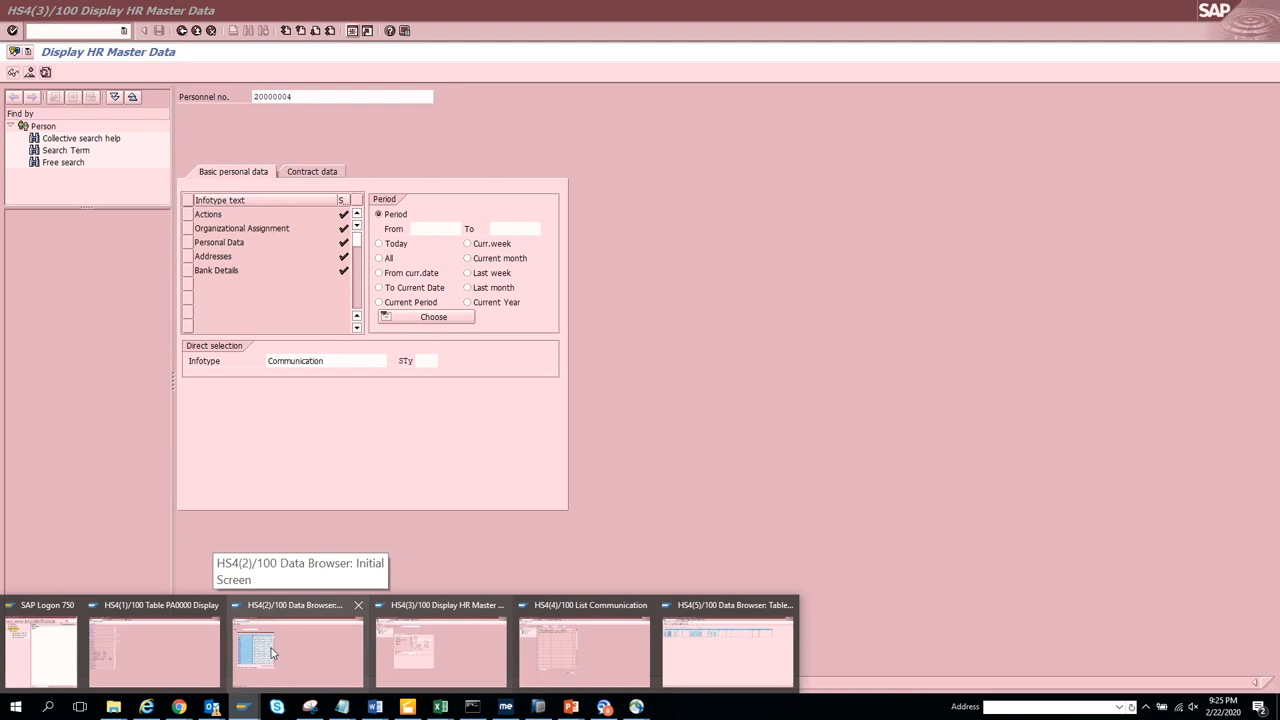 HS4(3)/100 Display HR Master Data
SAP
Display HR Master Data
Personnel no. 20000004
Find by
Person
Collective search help
Search Term
Free search
Basic personal data
Contract data
Infotype text S..
Actions
Organizational Assignment
Personal Data
Addresses
Bank Details
Period
Period
From To
Today Curr.week
All Current month
From curr.date Last week
To Current Date Last month
Current Period Current Year
Choose
Direct selection
Infotype Communication STy
HS4(2)/100 Data Browser: Initial
Screen
SAP Logon 750
HS4(1)/100 Table PA0000 Display
HS4(2)/100 Data Browser:...
HS4(3)/100 Display HR Master ...
HS4(4)/100 List Communication
HS4(5)/100 Data Browser: Table...
Address
9:25 PM
2/22/2020